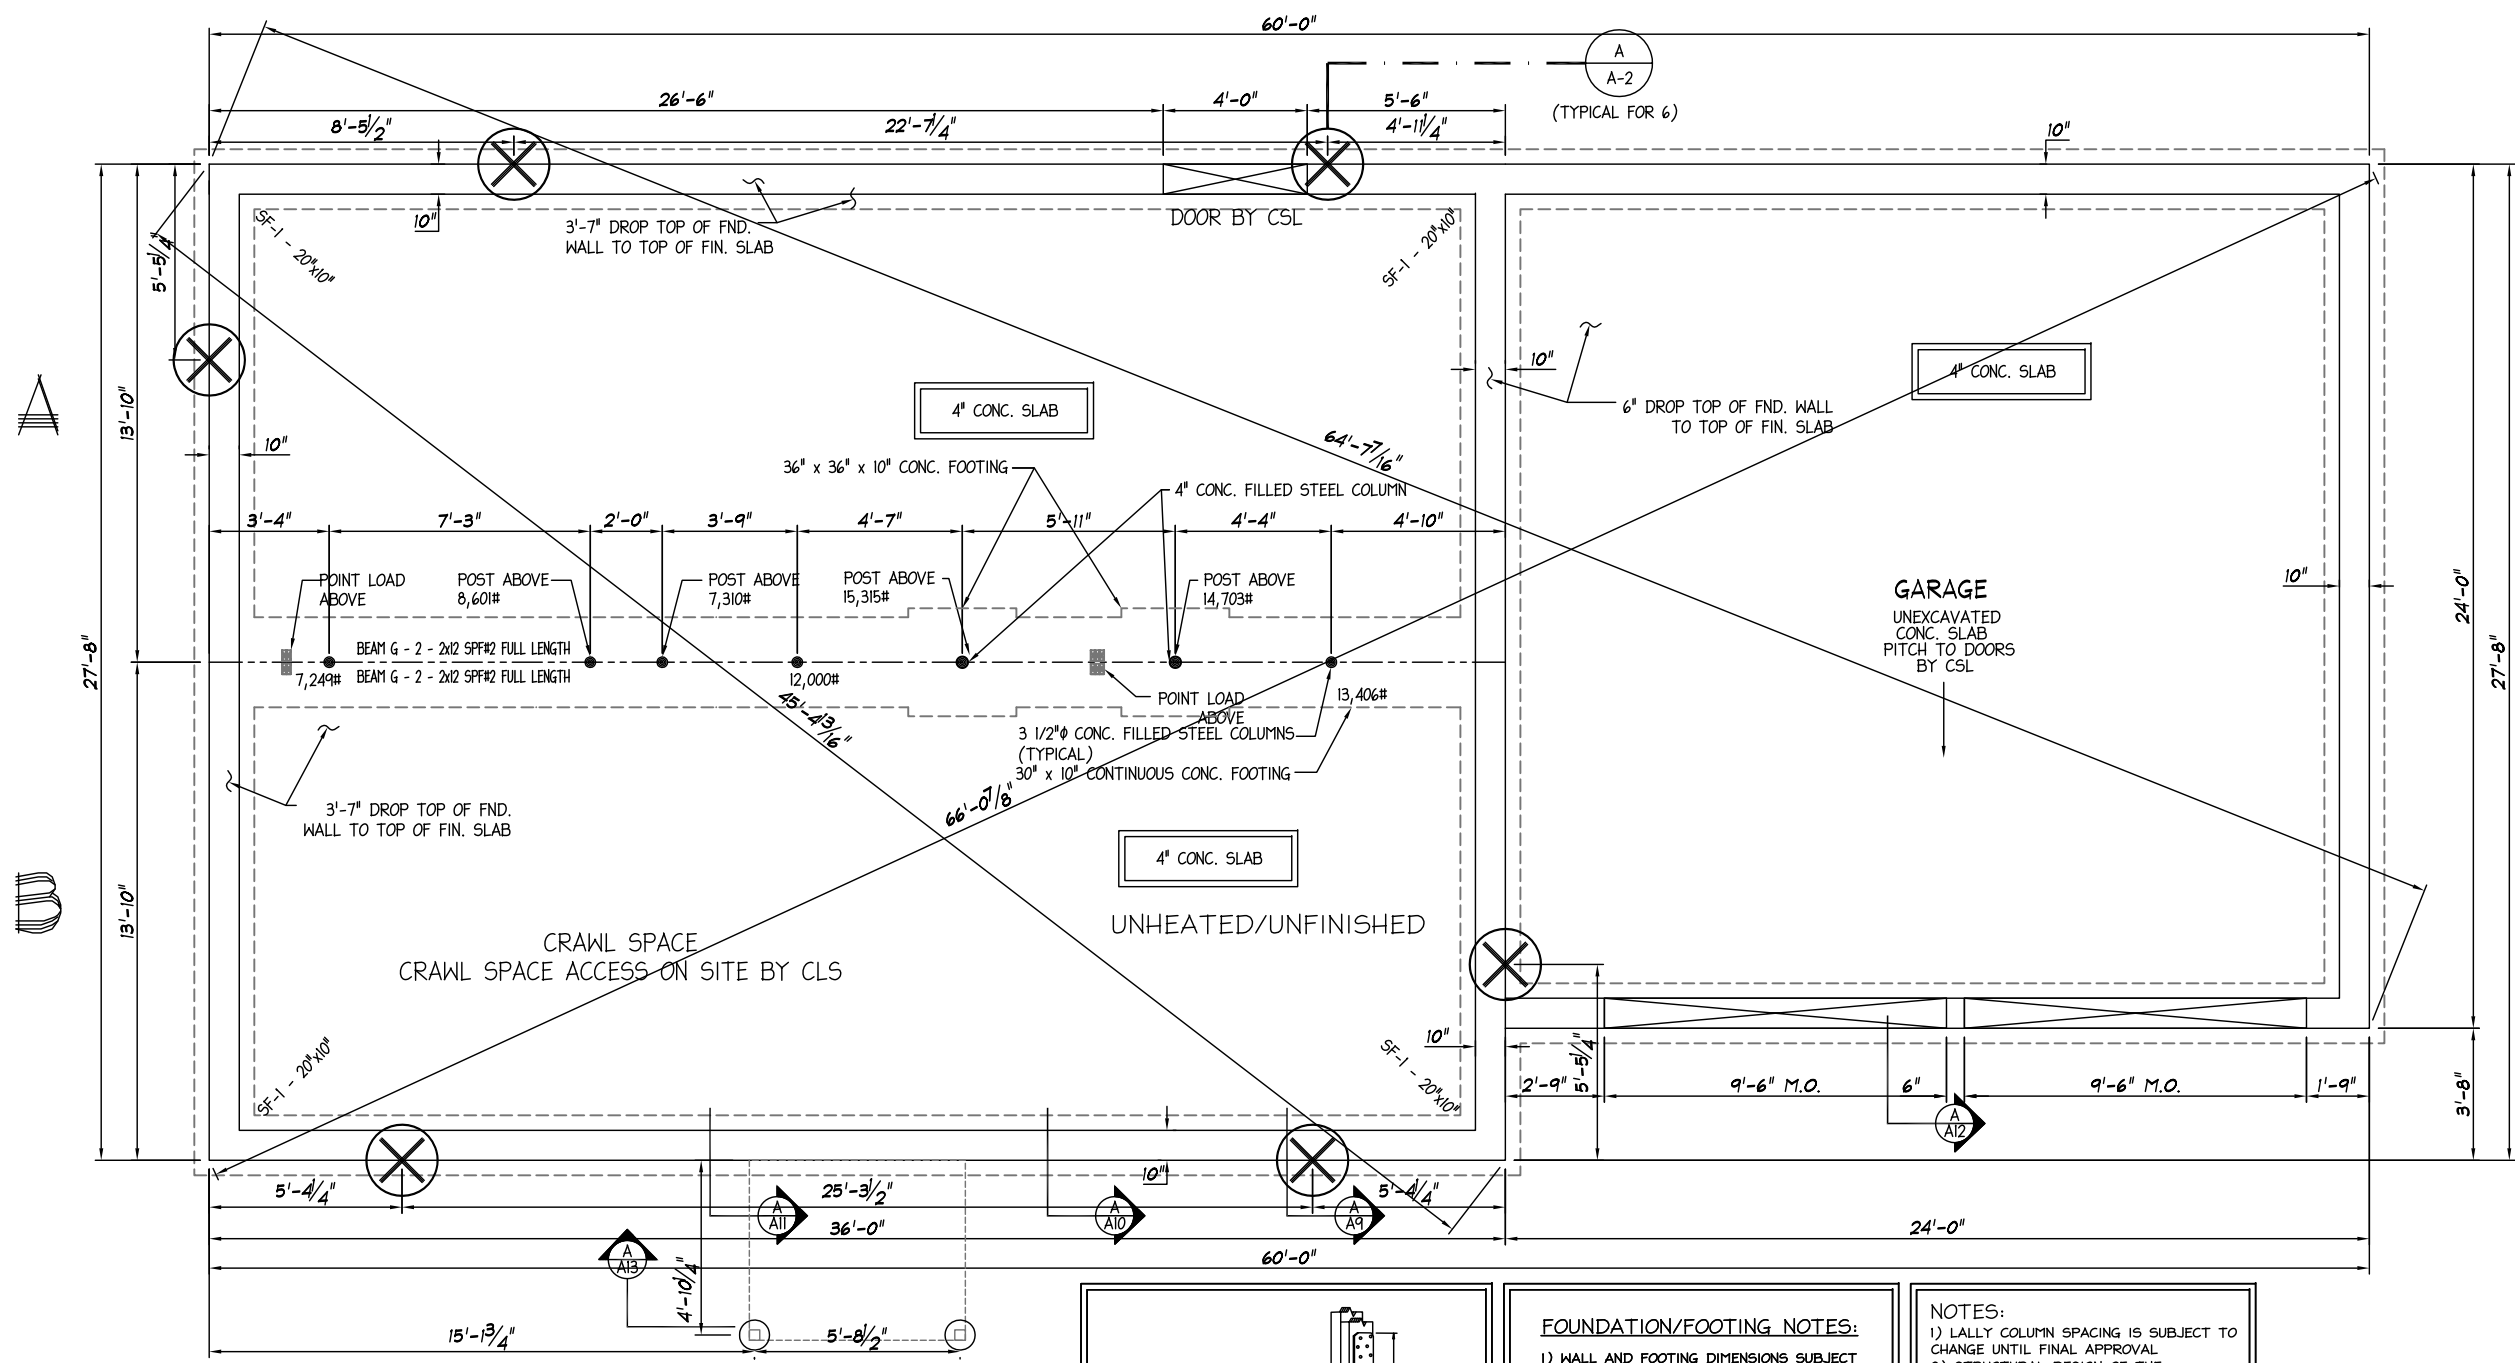 60'-0"
A
A-2
(TYPICAL FOR 6)
26'-6"
4'-0"
5'-6"
8'-5 1/2"
22'-7 1/4"
4'-11 1/4"
10"
10"
DOOR BY CSL
3'-7" DROP TOP OF FND.
WALL TO TOP OF FIN. SLAB
SF-1 - 20"x10"
SF-1 - 20"x10"
5'-5 1/4"
13'-10"
27'-8"
10"
4" CONC. SLAB
10"
4" CONC. SLAB
6" DROP TOP OF FND. WALL
TO TOP OF FIN. SLAB
64'-7 7/16"
36" x 36" x 10" CONC. FOOTING
4" CONC. FILLED STEEL COLUMN
3'-4"
7'-3"
2'-0"
3'-9"
4'-7"
5'-11"
4'-4"
4'-10"
POINT LOAD
ABOVE
POST ABOVE
8,601#
POST ABOVE
7,310#
POST ABOVE
15,315#
POST ABOVE
14,703#
GARAGE
UNEXCAVATED
CONC. SLAB
PITCH TO DOORS
BY CSL
10"
24'-0"
27'-8"
BEAM G - 2 - 2x12 SPF#2 FULL LENGTH
BEAM G - 2 - 2x12 SPF#2 FULL LENGTH
7,249#
12,000#
13,406#
POINT LOAD
ABOVE
45'-4 13/16"
3 1/2"ϕ CONC. FILLED STEEL COLUMNS
(TYPICAL)
30" x 10" CONTINUOUS CONC. FOOTING
66'-0 7/8"
3'-7" DROP TOP OF FND.
WALL TO TOP OF FIN. SLAB
4" CONC. SLAB
A
B
13'-10"
UNHEATED/UNFINISHED
CRAWL SPACE
CRAWL SPACE ACCESS ON SITE BY CLS
SF-1 - 20"x10"
SF-1 - 20"x10"
10"
2'-9"
5'-5 1/4"
9'-6" M.O.
6"
9'-6" M.O.
1'-9"
3'-8"
A
A12
10"
5'-4 1/4"
25'-3 1/2"
5'-4 1/4"
A
A11
A
A10
A
A9
36'-0"
24'-0"
A
A13
60'-0"
4'-10 1/4"
15'-1 3/4"
5'-8 1/2"
FOUNDATION/FOOTING NOTES:
1) WALL AND FOOTING DIMENSIONS SUBJECT
NOTES:
1) LALLY COLUMN SPACING IS SUBJECT TO
CHANGE UNTIL FINAL APPROVAL